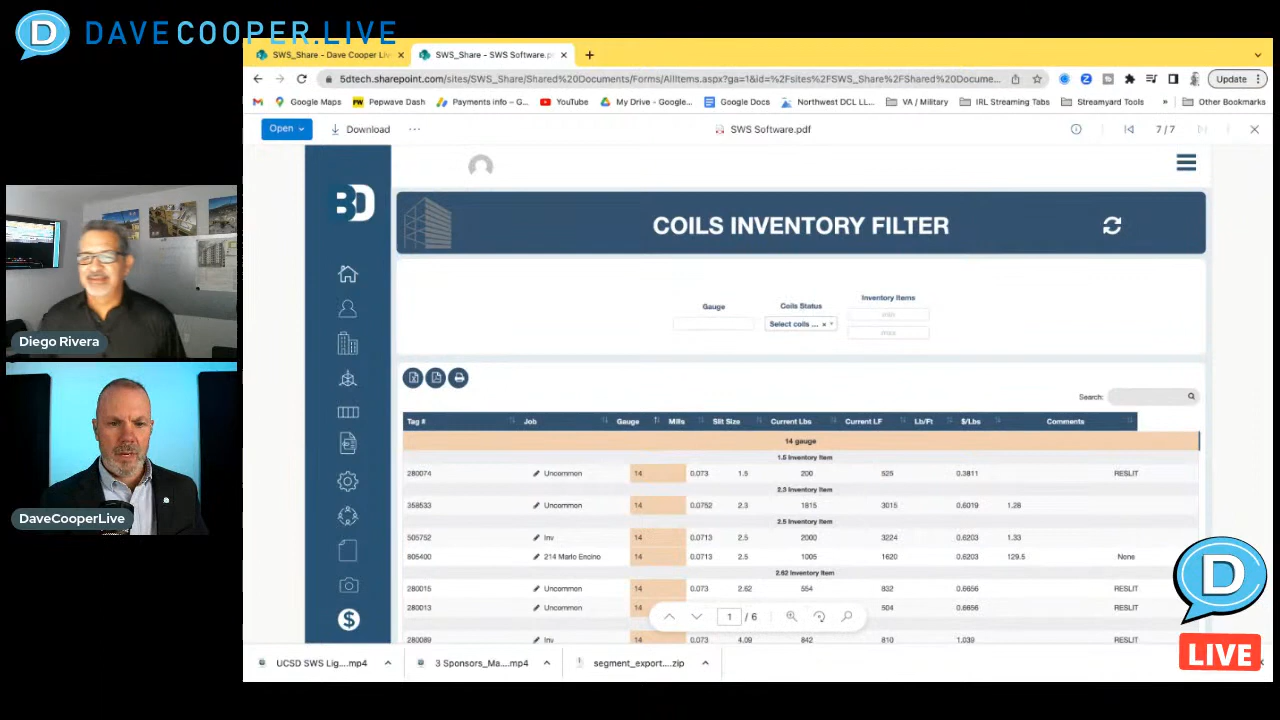 D DAVECOOPER.LIVE
SWS_Share - Dave Cooper Liv
SWS_Share - SWS Software.p
5dtech.sharepoint.com/sites/SWS_Share/Shared%20Documents/Forms/AllItems.aspx?ga=1&id=%2Fsites%2FSWS_Share%2FShared%20Docume...
Update
Google Maps
Pepwave Dash
Payments info – G...
YouTube
My Drive - Google...
Google Docs
Northwest DCL LL...
VA / Military
IRL Streaming Tabs
Streamyard Tools
»
Other Bookmarks
Open
Download
...
SWS Software.pdf
7 / 7
BD
COILS INVENTORY FILTER
Gauge
Coils Status
Inventory Items
Select coils ...
min
max
Search:
Tag # Job Gauge Mills Slit Size Current Lbs Current LF Lb/Ft $/Lbs Comments
14 gauge
1.5 Inventory Item
280074 Uncommon 14 0.073 1.5 200 525 0.3811 RESLIT
2.3 Inventory Item
358533 Uncommon 14 0.0752 2.3 1815 3015 0.6019 1.28
2.5 Inventory Item
505752 Inv 14 0.0713 2.5 2000 3224 0.6203 1.33
805400 214 Mario Encino 14 0.0713 2.5 1005 1620 0.6203 129.5 None
2.62 Inventory Item
280015 Uncommon 14 0.073 2.62 554 832 0.6656 RESLIT
280013 Uncommon 14 504 0.6656 RESLIT
280089 Inv 14 0.073 4.09 842 810 1.039 RESLIT
1 / 6
Diego Rivera
DaveCooperLive
UCSD SWS Lig....mp4
3 Sponsors_Ma....mp4
segment_export....zip
D
LIVE